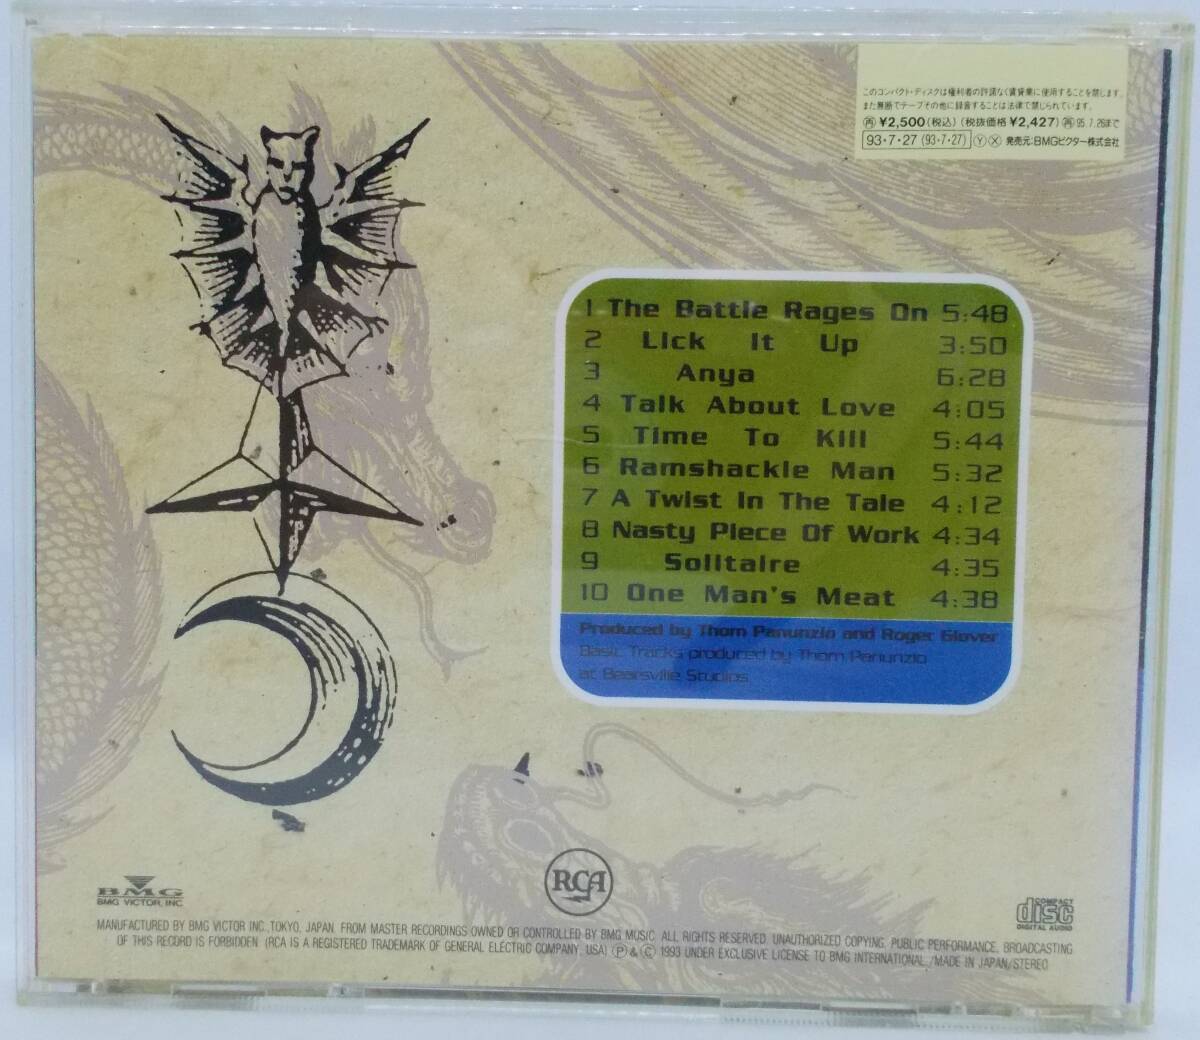 このコンパクト・ディスクは権利者の許諾なく賃貸業に使用することを禁じます。
また無断でテープその他に録音することは法律で禁じられています。
再 ¥2,500(税込)(税抜価格 ¥2,427) 再 95.7.26まで
93・7・27 (93・7・27) Y X 発売元:BMGビクター株式会社
1 The Battle Rages On 5:48
2 Lick It Up 3:50
3 Anya 6:28
4 Talk About Love 4:05
5 Time To Kill 5:44
6 Ramshackle Man 5:32
7 A Twist In The Tale 4:12
8 Nasty Piece Of Work 4:34
9 Solitaire 4:35
10 One Man's Meat 4:38
Produced by Thom Panunzio and Roger Glover
Basic Tracks produced by Thom Panunzio
at Bearsville Studios
BMG
BMG VICTOR, INC.
RCA
COMPACT
disc
DIGITAL AUDIO
MANUFACTURED BY BMG VICTOR INC., TOKYO, JAPAN. FROM MASTER RECORDINGS OWNED OR CONTROLLED BY BMG MUSIC. ALL RIGHTS RESERVED. UNAUTHORIZED COPYING, PUBLIC PERFORMANCE, BROADCASTING
OF THIS RECORD IS FORBIDDEN. (RCA IS A REGISTERED TRADEMARK OF GENERAL ELECTRIC COMPANY, USA) Ⓟ & © 1993 UNDER EXCLUSIVE LICENSE TO BMG INTERNATIONAL./MADE IN JAPAN/STEREO